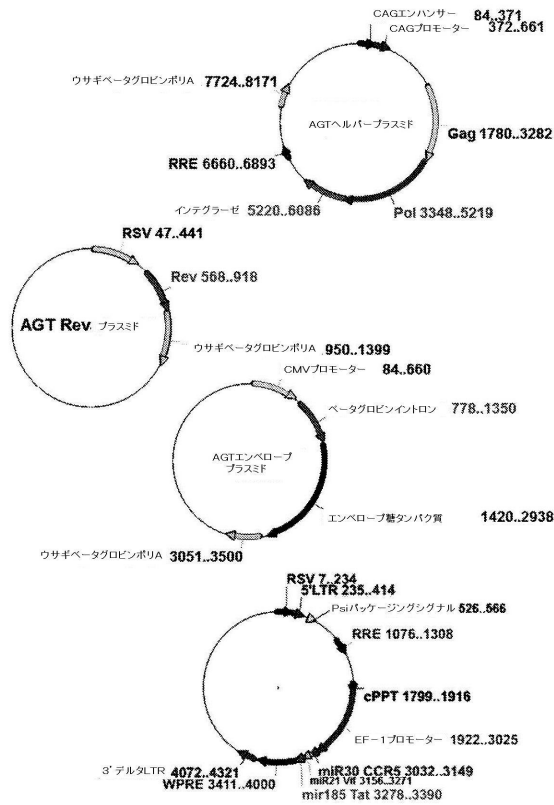 CAGエンハンサー 84..371
CAGプロモーター 372..661
ウサギベータグロビンポリA 7724..8171
AGTヘルパープラスミド
Gag 1780..3282
RRE 6660..6893
インテグラーゼ 5220..6086
Pol 3348..5219
RSV 47..441
Rev 568..918
AGT Rev プラスミド
ウサギベータグロビンポリA 950..1399
CMVプロモーター 84..660
ベータグロビンイントロン 778..1350
AGTエンベロープ
プラスミド
エンベロープ糖タンパク質 1420..2938
ウサギベータグロビンポリA 3051..3500
RSV 7..234
5'LTR 235..414
Psiパッケージングシグナル 526..566
RRE 1076..1308
cPPT 1799..1916
EF-1プロモーター 1922..3025
miR30 CCR5 3032..3149
miR21 Vif 3156..3271
miR185 Tat 3278..3390
WPRE 3411..4000
3'デルタLTR 4072..4321